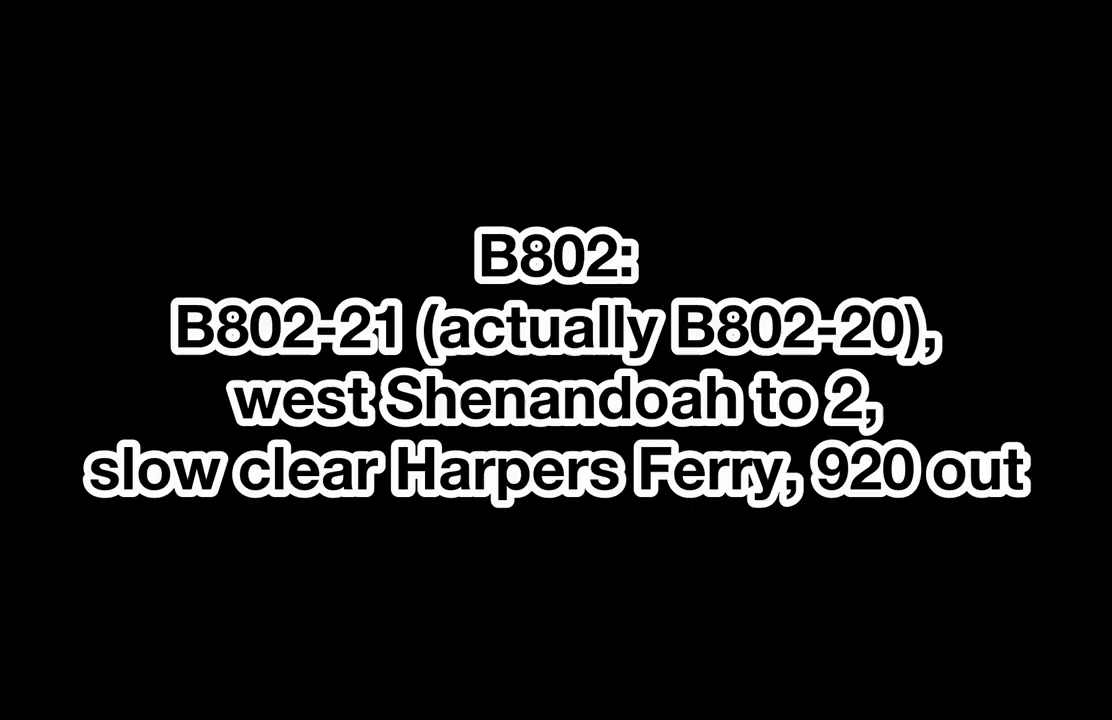 B802:
B802-21 (actually B802-20),
west Shenandoah to 2,
slow clear Harpers Ferry, 920 out